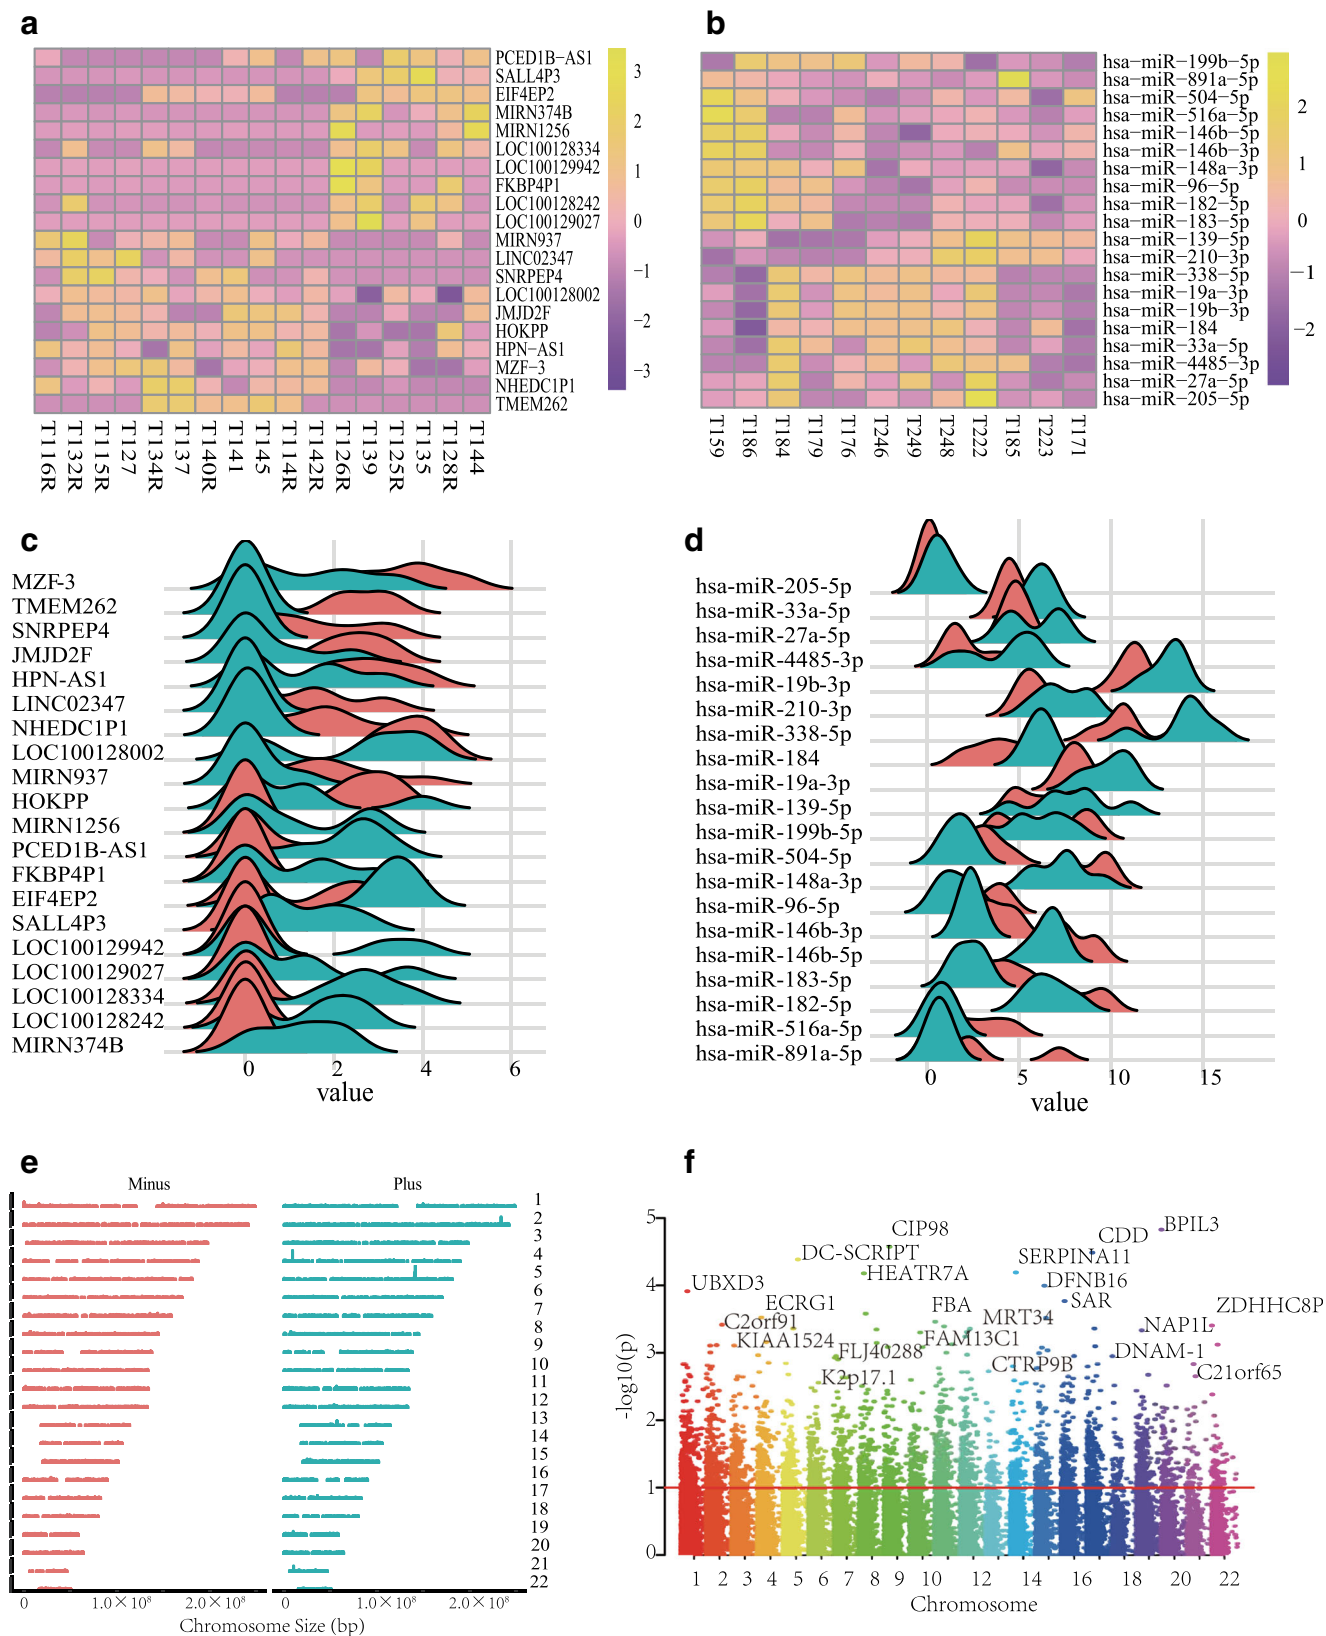 a
PCED1B−AS1
SALL4P3
EIF4EP2
MIRN374B
MIRN1256
LOC100128334
LOC100129942
FKBP4P1
LOC100128242
LOC100129027
MIRN937
LINC02347
SNRPEP4
LOC100128002
JMJD2F
HOKPP
HPN−AS1
MZF−3
NHEDC1P1
TMEM262
3
2
1
0
−1
−2
−3
T116R
T132R
T115R
T127
T134R
T137
T140R
T141
T145
T114R
T142R
T126R
T139
T125R
T135
T128R
T144
b
hsa−miR−199b−5p
hsa−miR−891a−5p
hsa−miR−504−5p
hsa−miR−516a−5p
hsa−miR−146b−5p
hsa−miR−146b−3p
hsa−miR−148a−3p
hsa−miR−96−5p
hsa−miR−182−5p
hsa−miR−183−5p
hsa−miR−139−5p
hsa−miR−210−3p
hsa−miR−338−5p
hsa−miR−19a−3p
hsa−miR−19b−3p
hsa−miR−184
hsa−miR−33a−5p
hsa−miR−4485−3p
hsa−miR−27a−5p
hsa−miR−205−5p
2
1
0
−1
−2
T159
T186
T184
T179
T176
T246
T249
T248
T222
T185
T223
T171
c
MZF-3
TMEM262
SNRPEP4
JMJD2F
HPN-AS1
LINC02347
NHEDC1P1
LOC100128002
MIRN937
HOKPP
MIRN1256
PCED1B-AS1
FKBP4P1
EIF4EP2
SALL4P3
LOC100129942
LOC100129027
LOC100128334
LOC100128242
MIRN374B
0 2 4 6
value
d
hsa-miR-205-5p
hsa-miR-33a-5p
hsa-miR-27a-5p
hsa-miR-4485-3p
hsa-miR-19b-3p
hsa-miR-210-3p
hsa-miR-338-5p
hsa-miR-184
hsa-miR-19a-3p
hsa-miR-139-5p
hsa-miR-199b-5p
hsa-miR-504-5p
hsa-miR-148a-3p
hsa-miR-96-5p
hsa-miR-146b-3p
hsa-miR-146b-5p
hsa-miR-183-5p
hsa-miR-182-5p
hsa-miR-516a-5p
hsa-miR-891a-5p
0 5 10 15
value
e
Minus Plus
1
2
3
4
5
6
7
8
9
10
11
12
13
14
15
16
17
18
19
20
21
22
0 1.0×10⁸ 2.0×10⁸ 0 1.0×10⁸ 2.0×10⁸
Chromosome Size (bp)
f
5
4
3
2
1
0
-log10(p)
BPIL3
CIP98
CDD
DC-SCRIPT
SERPINA11
HEATR7A
DFNB16
UBXD3
SAR
ECRG1
FBA
ZDHHC8P
C2orf91
MRT34
NAP1L
KIAA1524
FAM13C1
FLJ40288
DNAM-1
CTRP9B
K2p17.1
C21orf65
1 2 3 4 5 6 7 8 9 10 12 14 16 18 20 22
Chromosome